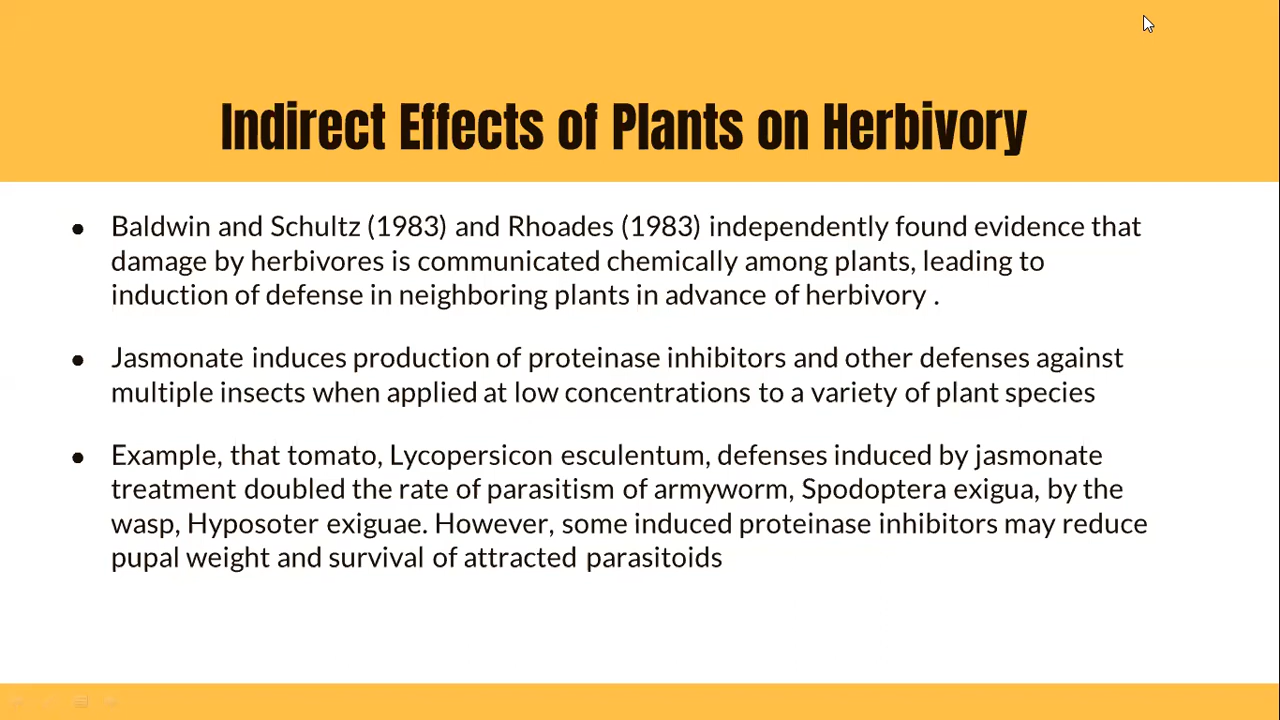 Indirect Effects of Plants on Herbivory
● Baldwin and Schultz (1983) and Rhoades (1983) independently found evidence that
damage by herbivores is communicated chemically among plants, leading to
induction of defense in neighboring plants in advance of herbivory .
● Jasmonate induces production of proteinase inhibitors and other defenses against
multiple insects when applied at low concentrations to a variety of plant species
● Example, that tomato, Lycopersicon esculentum, defenses induced by jasmonate
treatment doubled the rate of parasitism of armyworm, Spodoptera exigua, by the
wasp, Hyposoter exiguae. However, some induced proteinase inhibitors may reduce
pupal weight and survival of attracted parasitoids